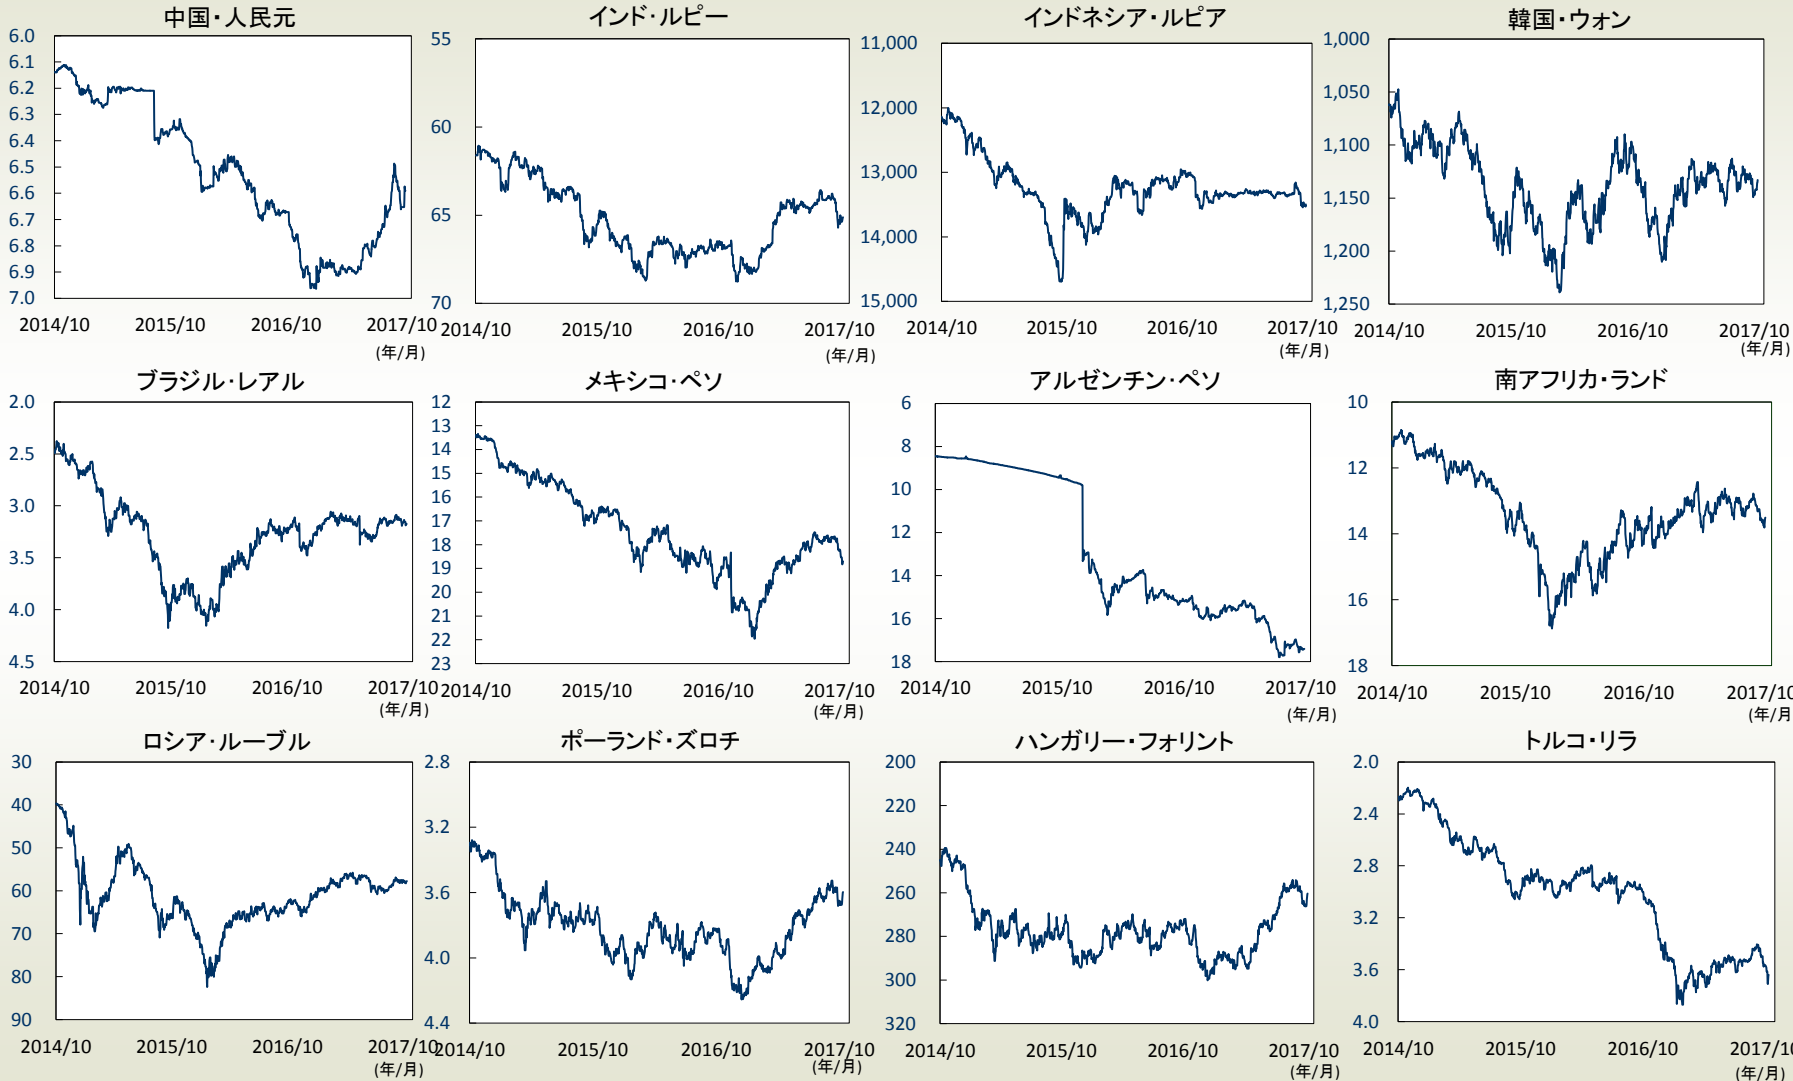 中国・人民元
6.0
6.1
6.2
6.3
6.4
6.5
6.6
6.7
6.8
6.9
7.0
2014/10 2015/10 2016/10 2017/10
(年/月)
インド・ルピー
55
60
65
70
2014/10 2015/10 2016/10 2017/10
(年/月)
インドネシア・ルピア
11,000
12,000
13,000
14,000
15,000
2014/10 2015/10 2016/10 2017/10
(年/月)
韓国・ウォン
1,000
1,050
1,100
1,150
1,200
1,250
2014/10 2015/10 2016/10 2017/10
(年/月)
ブラジル・レアル
2.0
2.5
3.0
3.5
4.0
4.5
2014/10 2015/10 2016/10 2017/10
(年/月)
メキシコ・ペソ
12
13
14
15
16
17
18
19
20
21
22
23
2014/10 2015/10 2016/10 2017/10
(年/月)
アルゼンチン・ペソ
6
8
10
12
14
16
18
2014/10 2015/10 2016/10 2017/10
(年/月)
南アフリカ・ランド
10
12
14
16
18
2014/10 2015/10 2016/10 2017/10
(年/月)
ロシア・ルーブル
30
40
50
60
70
80
90
2014/10 2015/10 2016/10 2017/10
(年/月)
ポーランド・ズロチ
2.8
3.2
3.6
4.0
4.4
2014/10 2015/10 2016/10 2017/10
(年/月)
ハンガリー・フォリント
200
220
240
260
280
300
320
2014/10 2015/10 2016/10 2017/10
(年/月)
トルコ・リラ
2.0
2.4
2.8
3.2
3.6
4.0
2014/10 2015/10 2016/10 2017/10
(年/月)